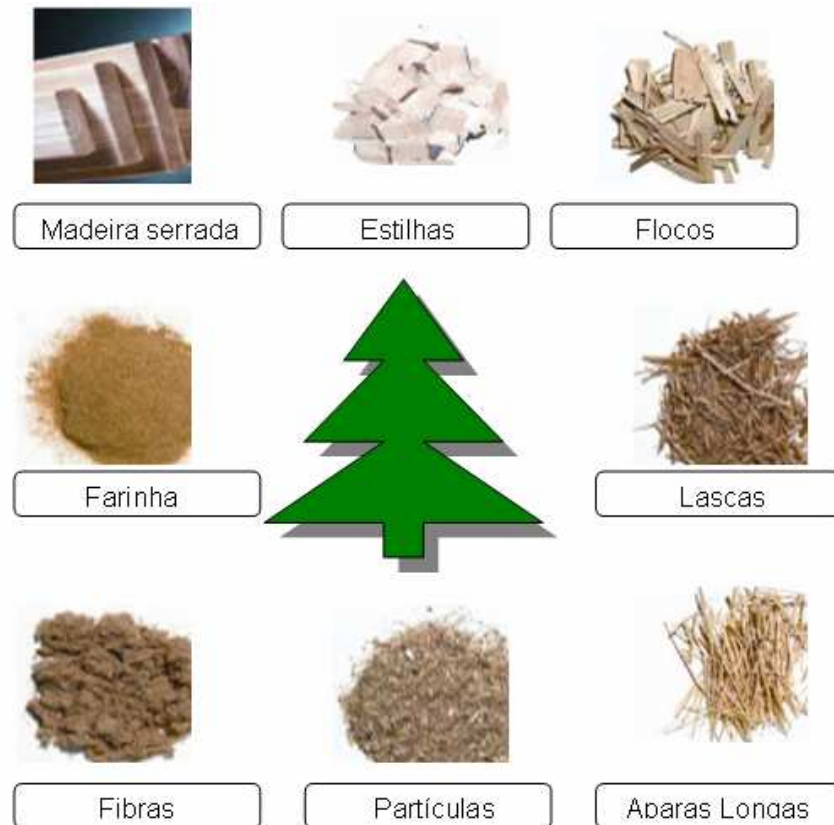 Madeira serrada
Estilhas
Flocos
Farinha
Lascas
Fibras
Partículas
Aparas Longas